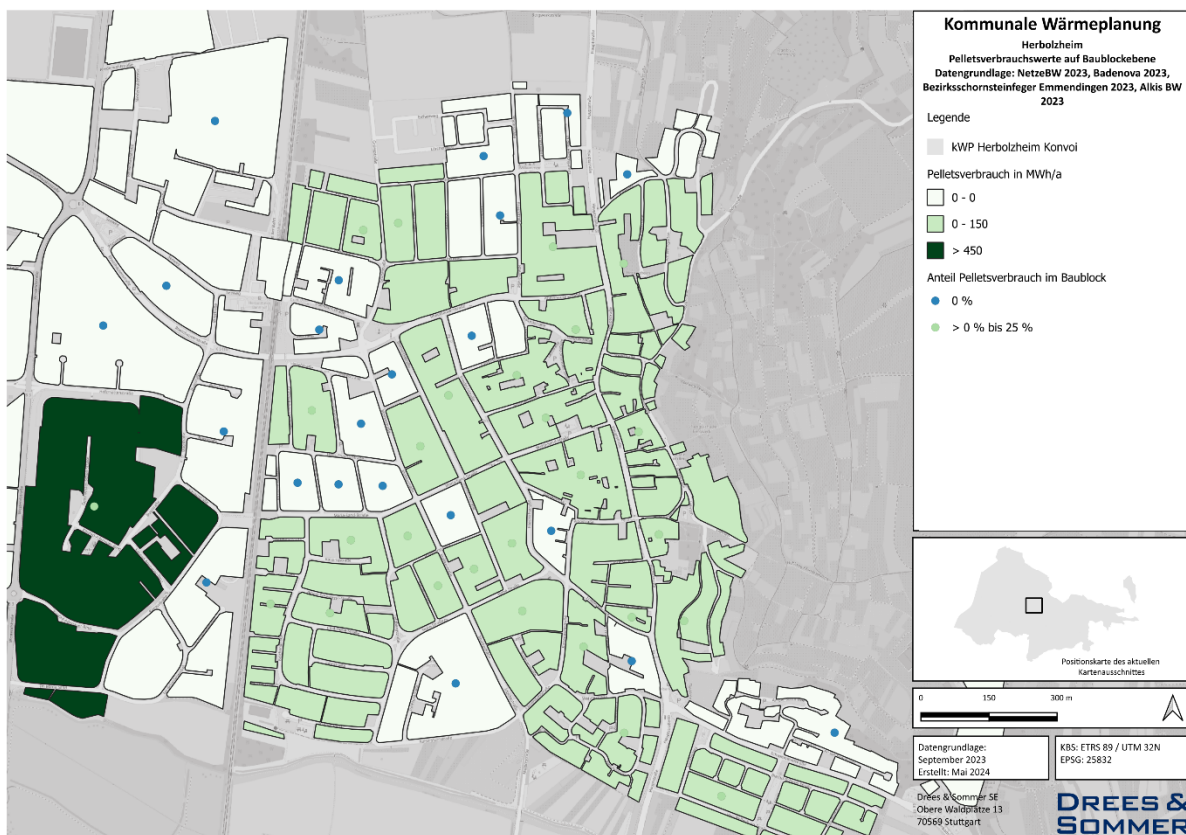 Kommunale Wärmeplanung
Herbolzheim
Pelletsverbrauchswerte auf Baublockebene
Datengrundlage: NetzeBW 2023, Badenova 2023,
Bezirksschornsteinfeger Emmendingen 2023, Alkis BW
2023
Legende
kWP Herbolzheim Konvoi
Pelletsverbrauch in MWh/a
0 - 0
0 - 150
> 450
Anteil Pelletsverbrauch im Baublock
0 %
> 0 % bis 25 %
Positionskarte des aktuellen
Kartenausschnittes
0 150 300 m
Datengrundlage:
September 2023
Erstellt: Mai 2024
KBS: ETRS 89 / UTM 32N
EPSG: 25832
Drees & Sommer SE
Obere Waldplätze 13
70569 Stuttgart
DREES &
SOMMER